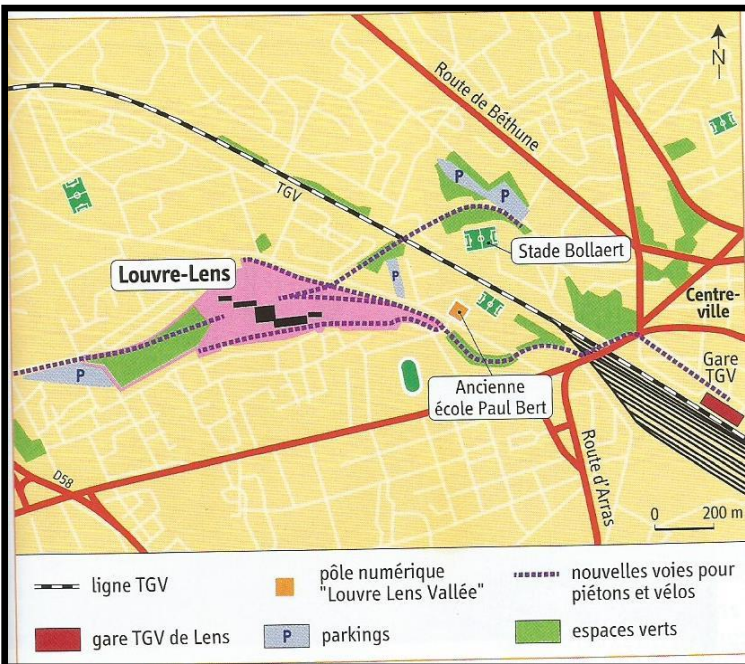 N
Route de Béthune
P
P
TGV
Stade Bollaert
Louvre-Lens
P
Centre-
ville
Gare
TGV
P
Ancienne
école Paul Bert
Route d'Arras
D58
0 200 m
ligne TGV
pôle numérique
"Louvre Lens Vallée"
nouvelles voies pour
piétons et vélos
gare TGV de Lens
P
parkings
espaces verts